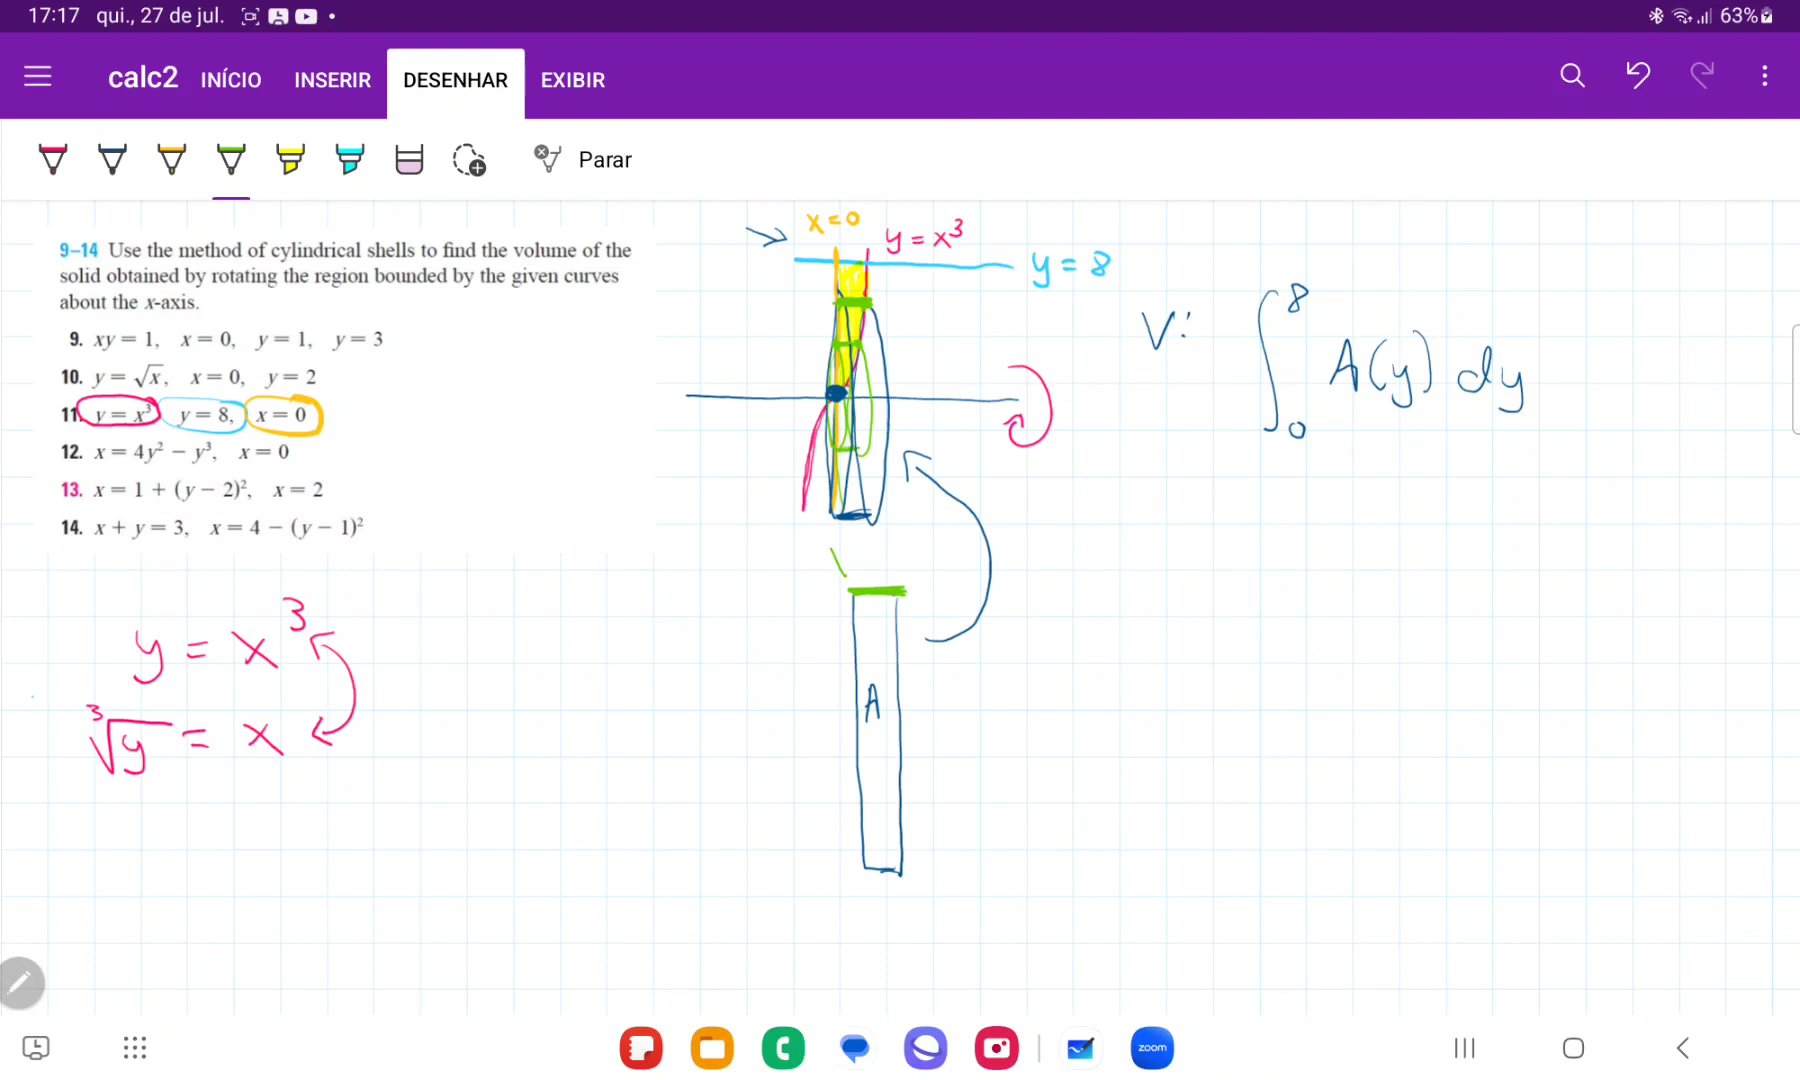 17:17 qui., 27 de jul.
63%
calc2 INÍCIO INSERIR DESENHAR EXIBIR
Parar
9–14 Use the method of cylindrical shells to find the volume of the
solid obtained by rotating the region bounded by the given curves
about the x-axis.
9. xy = 1, x = 0, y = 1, y = 3
10. y = √x, x = 0, y = 2
11. y = x³, y = 8, x = 0
12. x = 4y² − y³, x = 0
13. x = 1 + (y − 2)², x = 2
14. x + y = 3, x = 4 − (y − 1)²
x = 0
y = x³
y = 8
V: ∫₀⁸ A(y) dy
y = x³
∛y = x
A
zoom